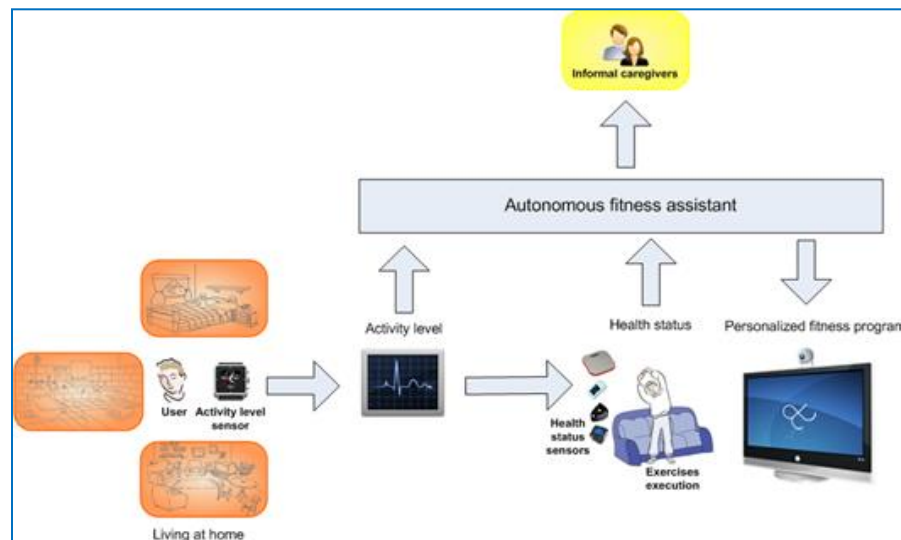 Informal caregivers
Autonomous fitness assistant
Activity level
Health status
Personalized fitness program
User
Activity level
sensor
Health
status
sensors
Exercises
execution
Living at home